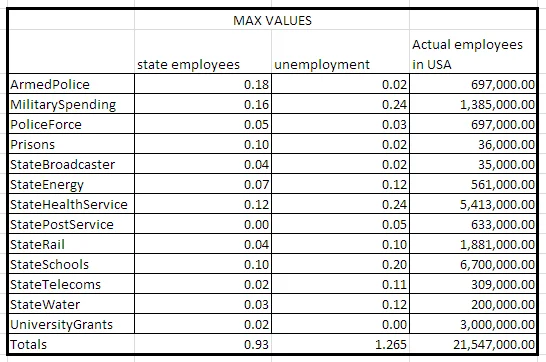 MAX VALUES
state employees unemployment Actual employees in USA
ArmedPolice 0.18 0.02 697,000.00
MilitarySpending 0.16 0.24 1,385,000.00
PoliceForce 0.05 0.03 697,000.00
Prisons 0.10 0.02 36,000.00
StateBroadcaster 0.04 0.02 35,000.00
StateEnergy 0.07 0.12 561,000.00
StateHealthService 0.12 0.24 5,413,000.00
StatePostService 0.00 0.05 633,000.00
StateRail 0.04 0.10 1,881,000.00
StateSchools 0.10 0.20 6,700,000.00
StateTelecoms 0.02 0.11 309,000.00
StateWater 0.03 0.12 200,000.00
UniversityGrants 0.02 0.00 3,000,000.00
Totals 0.93 1.265 21,547,000.00